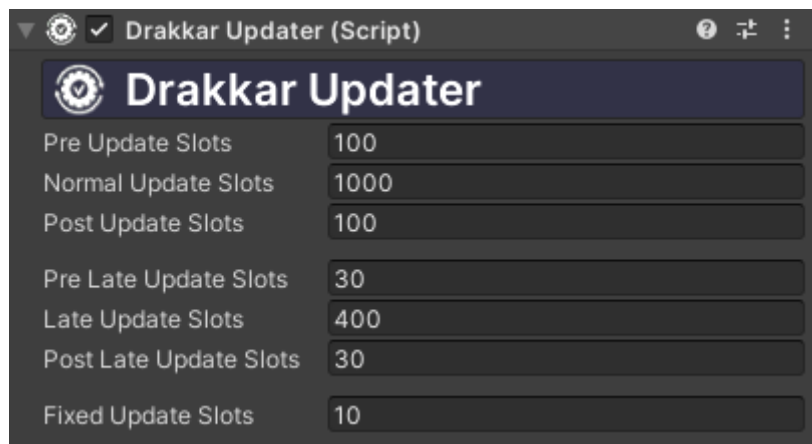 Drakkar Updater (Script)
Drakkar Updater
Pre Update Slots 100
Normal Update Slots 1000
Post Update Slots 100
Pre Late Update Slots 30
Late Update Slots 400
Post Late Update Slots 30
Fixed Update Slots 10